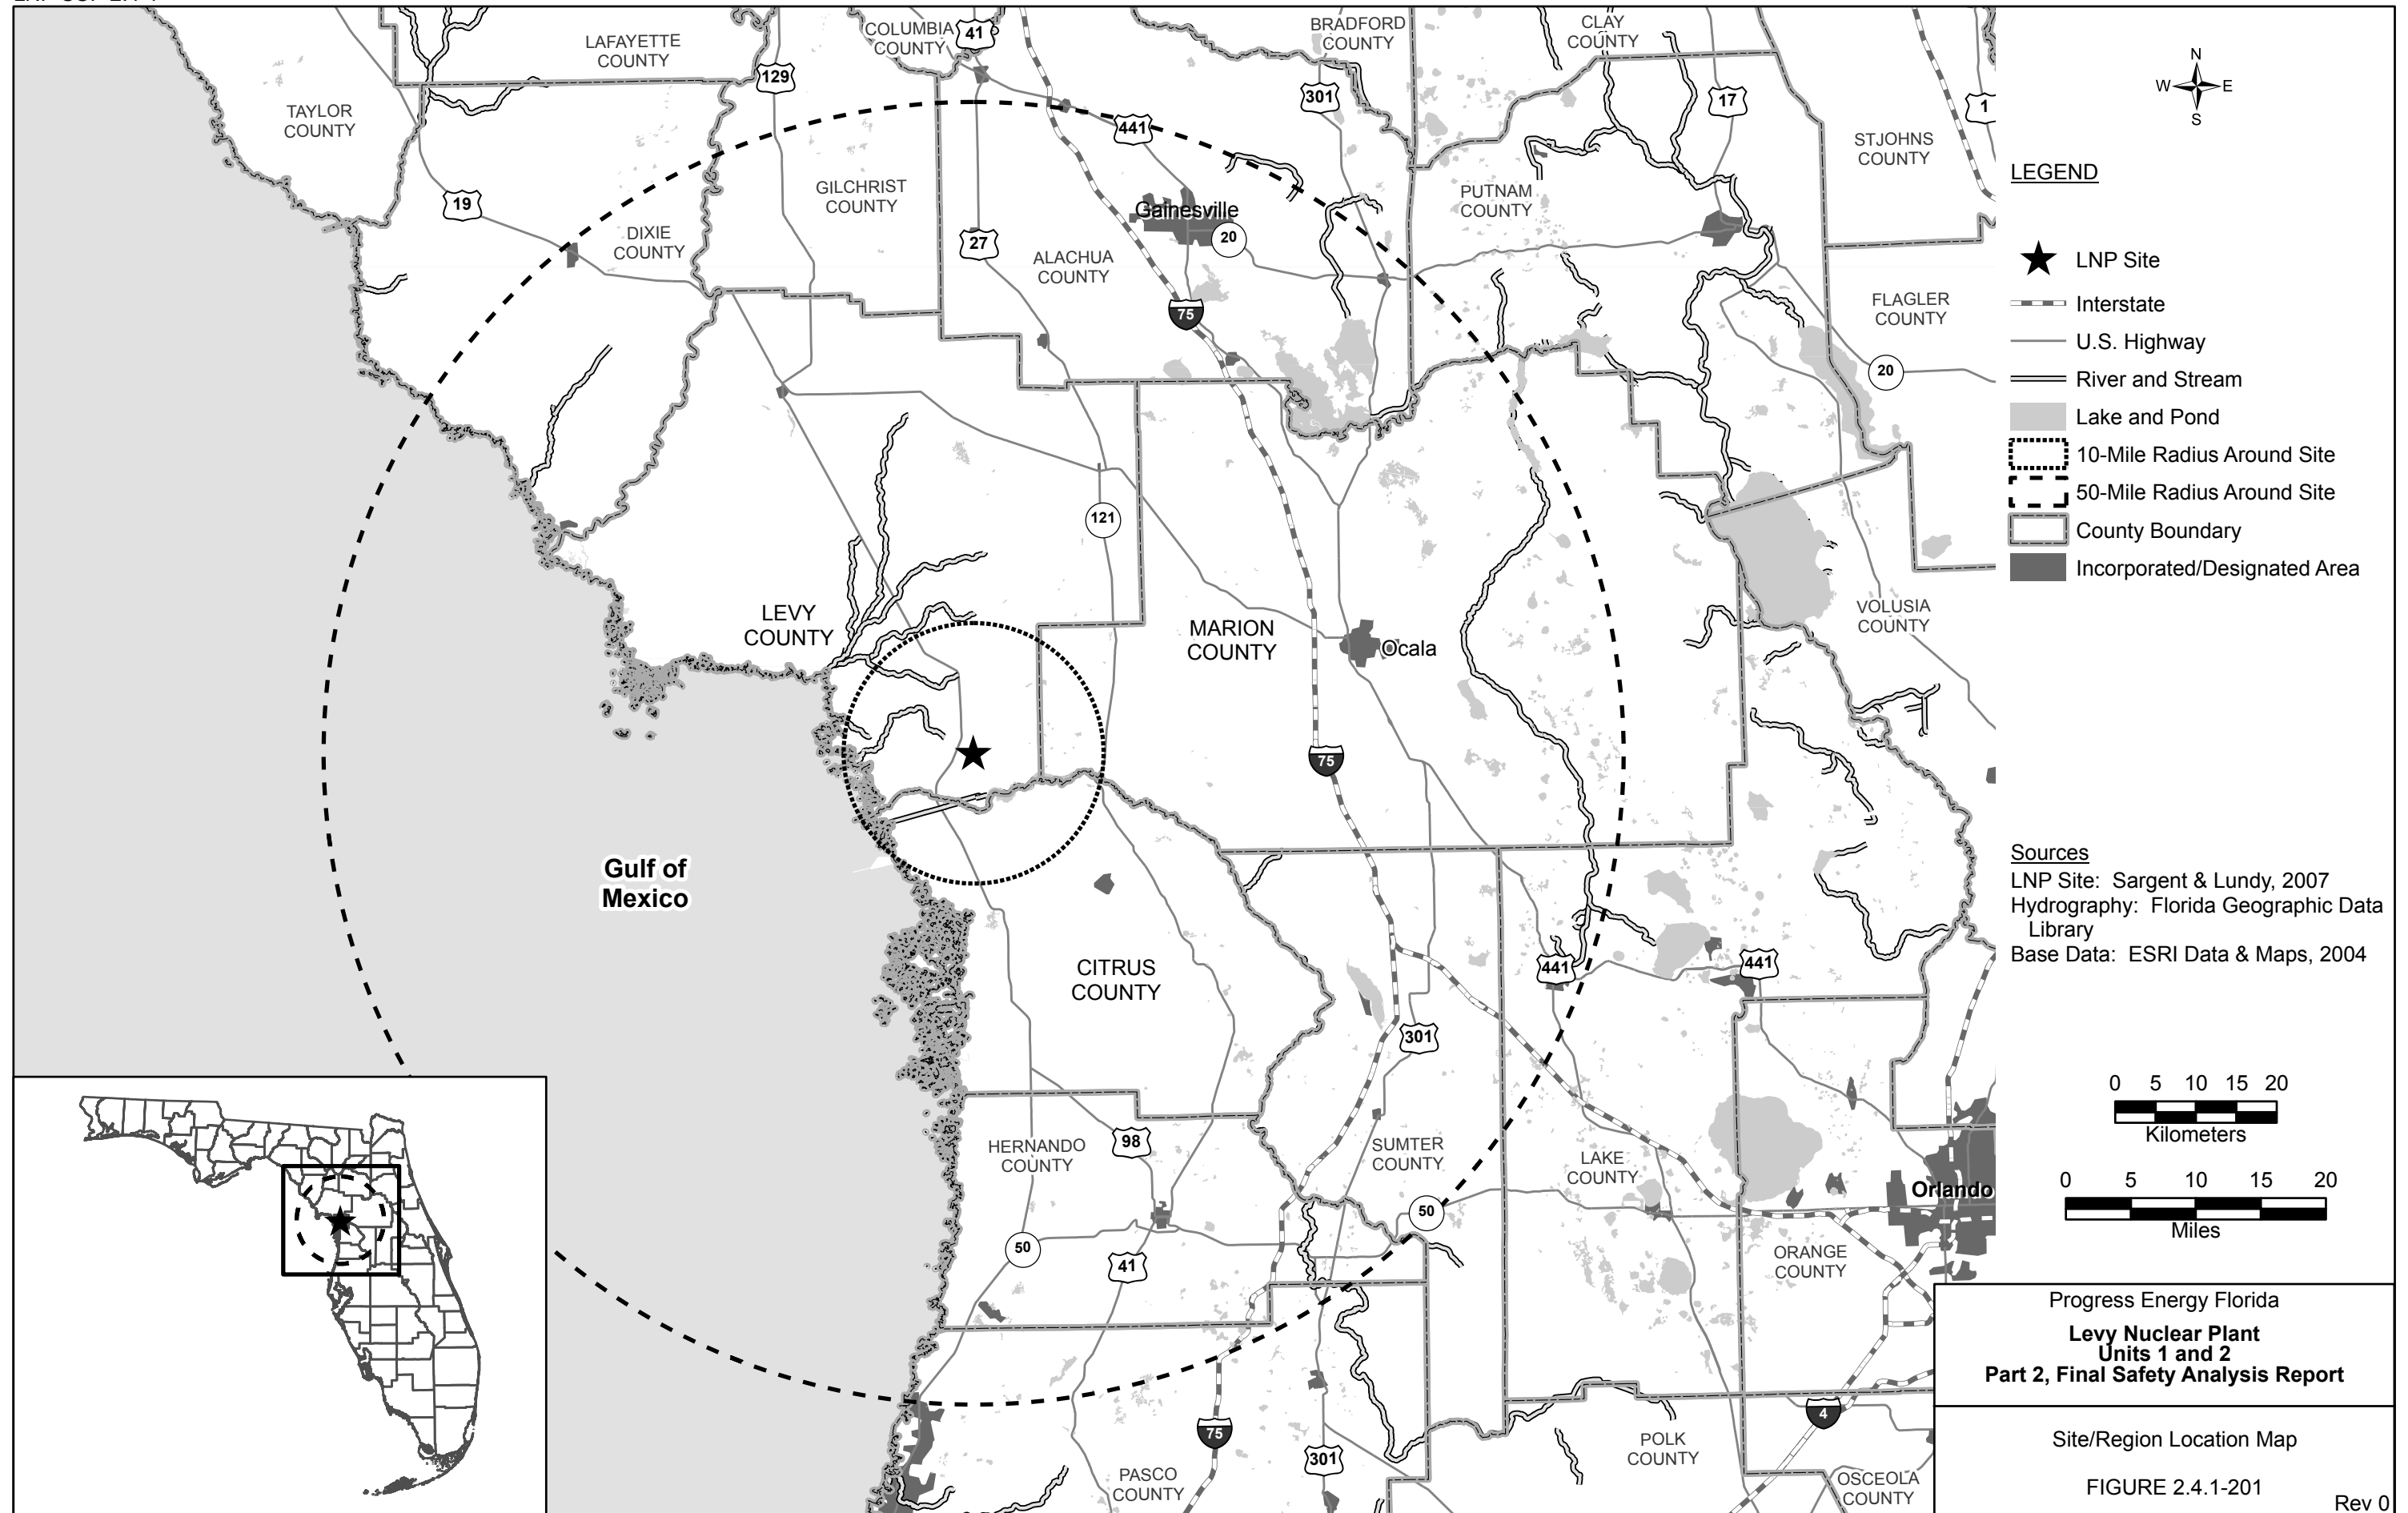 COLUMBIA
COUNTY
41
BRADFORD
COUNTY
CLAY
COUNTY
LAFAYETTE
COUNTY
129
301
17
1
N
W
E
S
TAYLOR
COUNTY
441
STJOHNS
COUNTY
LEGEND
19
GILCHRIST
COUNTY
PUTNAM
COUNTY
Gainesville
20
DIXIE
COUNTY
27
ALACHUA
COUNTY
LNP Site
Interstate
75
FLAGLER
COUNTY
U.S. Highway
20
River and Stream
Lake and Pond
10-Mile Radius Around Site
50-Mile Radius Around Site
121
County Boundary
Incorporated/Designated Area
LEVY
COUNTY
MARION
COUNTY
Ocala
VOLUSIA
COUNTY
75
Gulf of
Mexico
Sources
LNP Site: Sargent & Lundy, 2007
Hydrography: Florida Geographic Data
Library
Base Data: ESRI Data & Maps, 2004
CITRUS
COUNTY
441
441
301
0 5 10 15 20
Kilometers
HERNANDO
COUNTY
98
SUMTER
COUNTY
LAKE
COUNTY
Orlando
0 5 10 15 20
Miles
50
50
41
ORANGE
COUNTY
Progress Energy Florida
Levy Nuclear Plant
Units 1 and 2
Part 2, Final Safety Analysis Report
75
4
301
PASCO
COUNTY
POLK
COUNTY
OSCEOLA
COUNTY
Site/Region Location Map
FIGURE 2.4.1-201
Rev 0